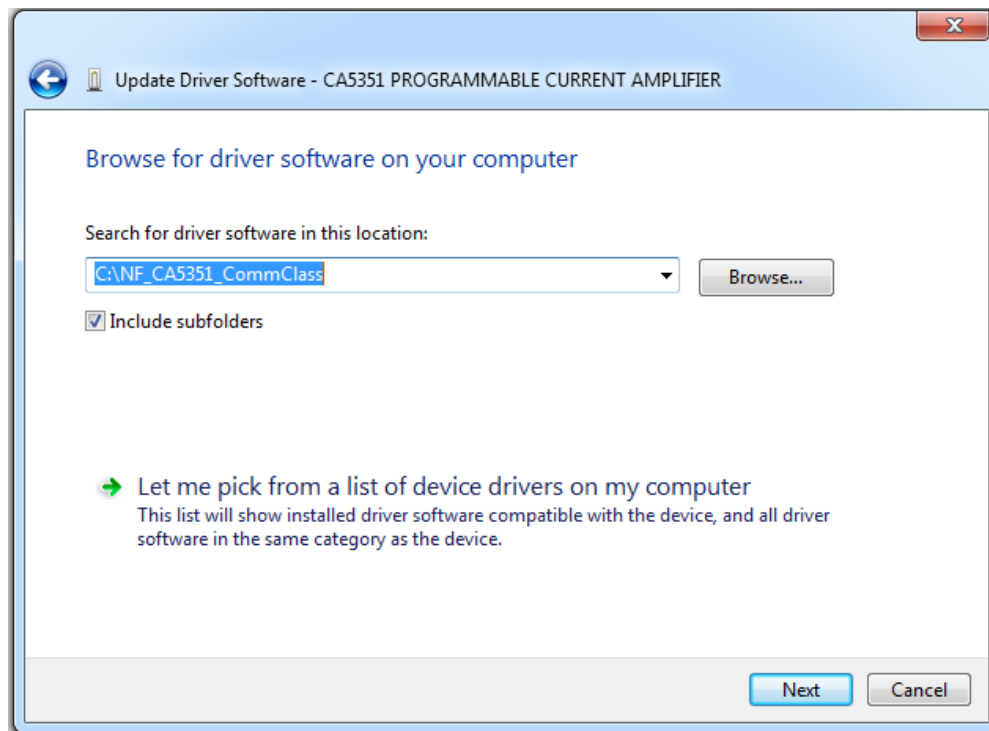 Update Driver Software - CA5351 PROGRAMMABLE CURRENT AMPLIFIER
Browse for driver software on your computer
Search for driver software in this location:
C:\NF_CA5351_CommClass
Browse...
Include subfolders
Let me pick from a list of device drivers on my computer
This list will show installed driver software compatible with the device, and all driver
software in the same category as the device.
Next
Cancel